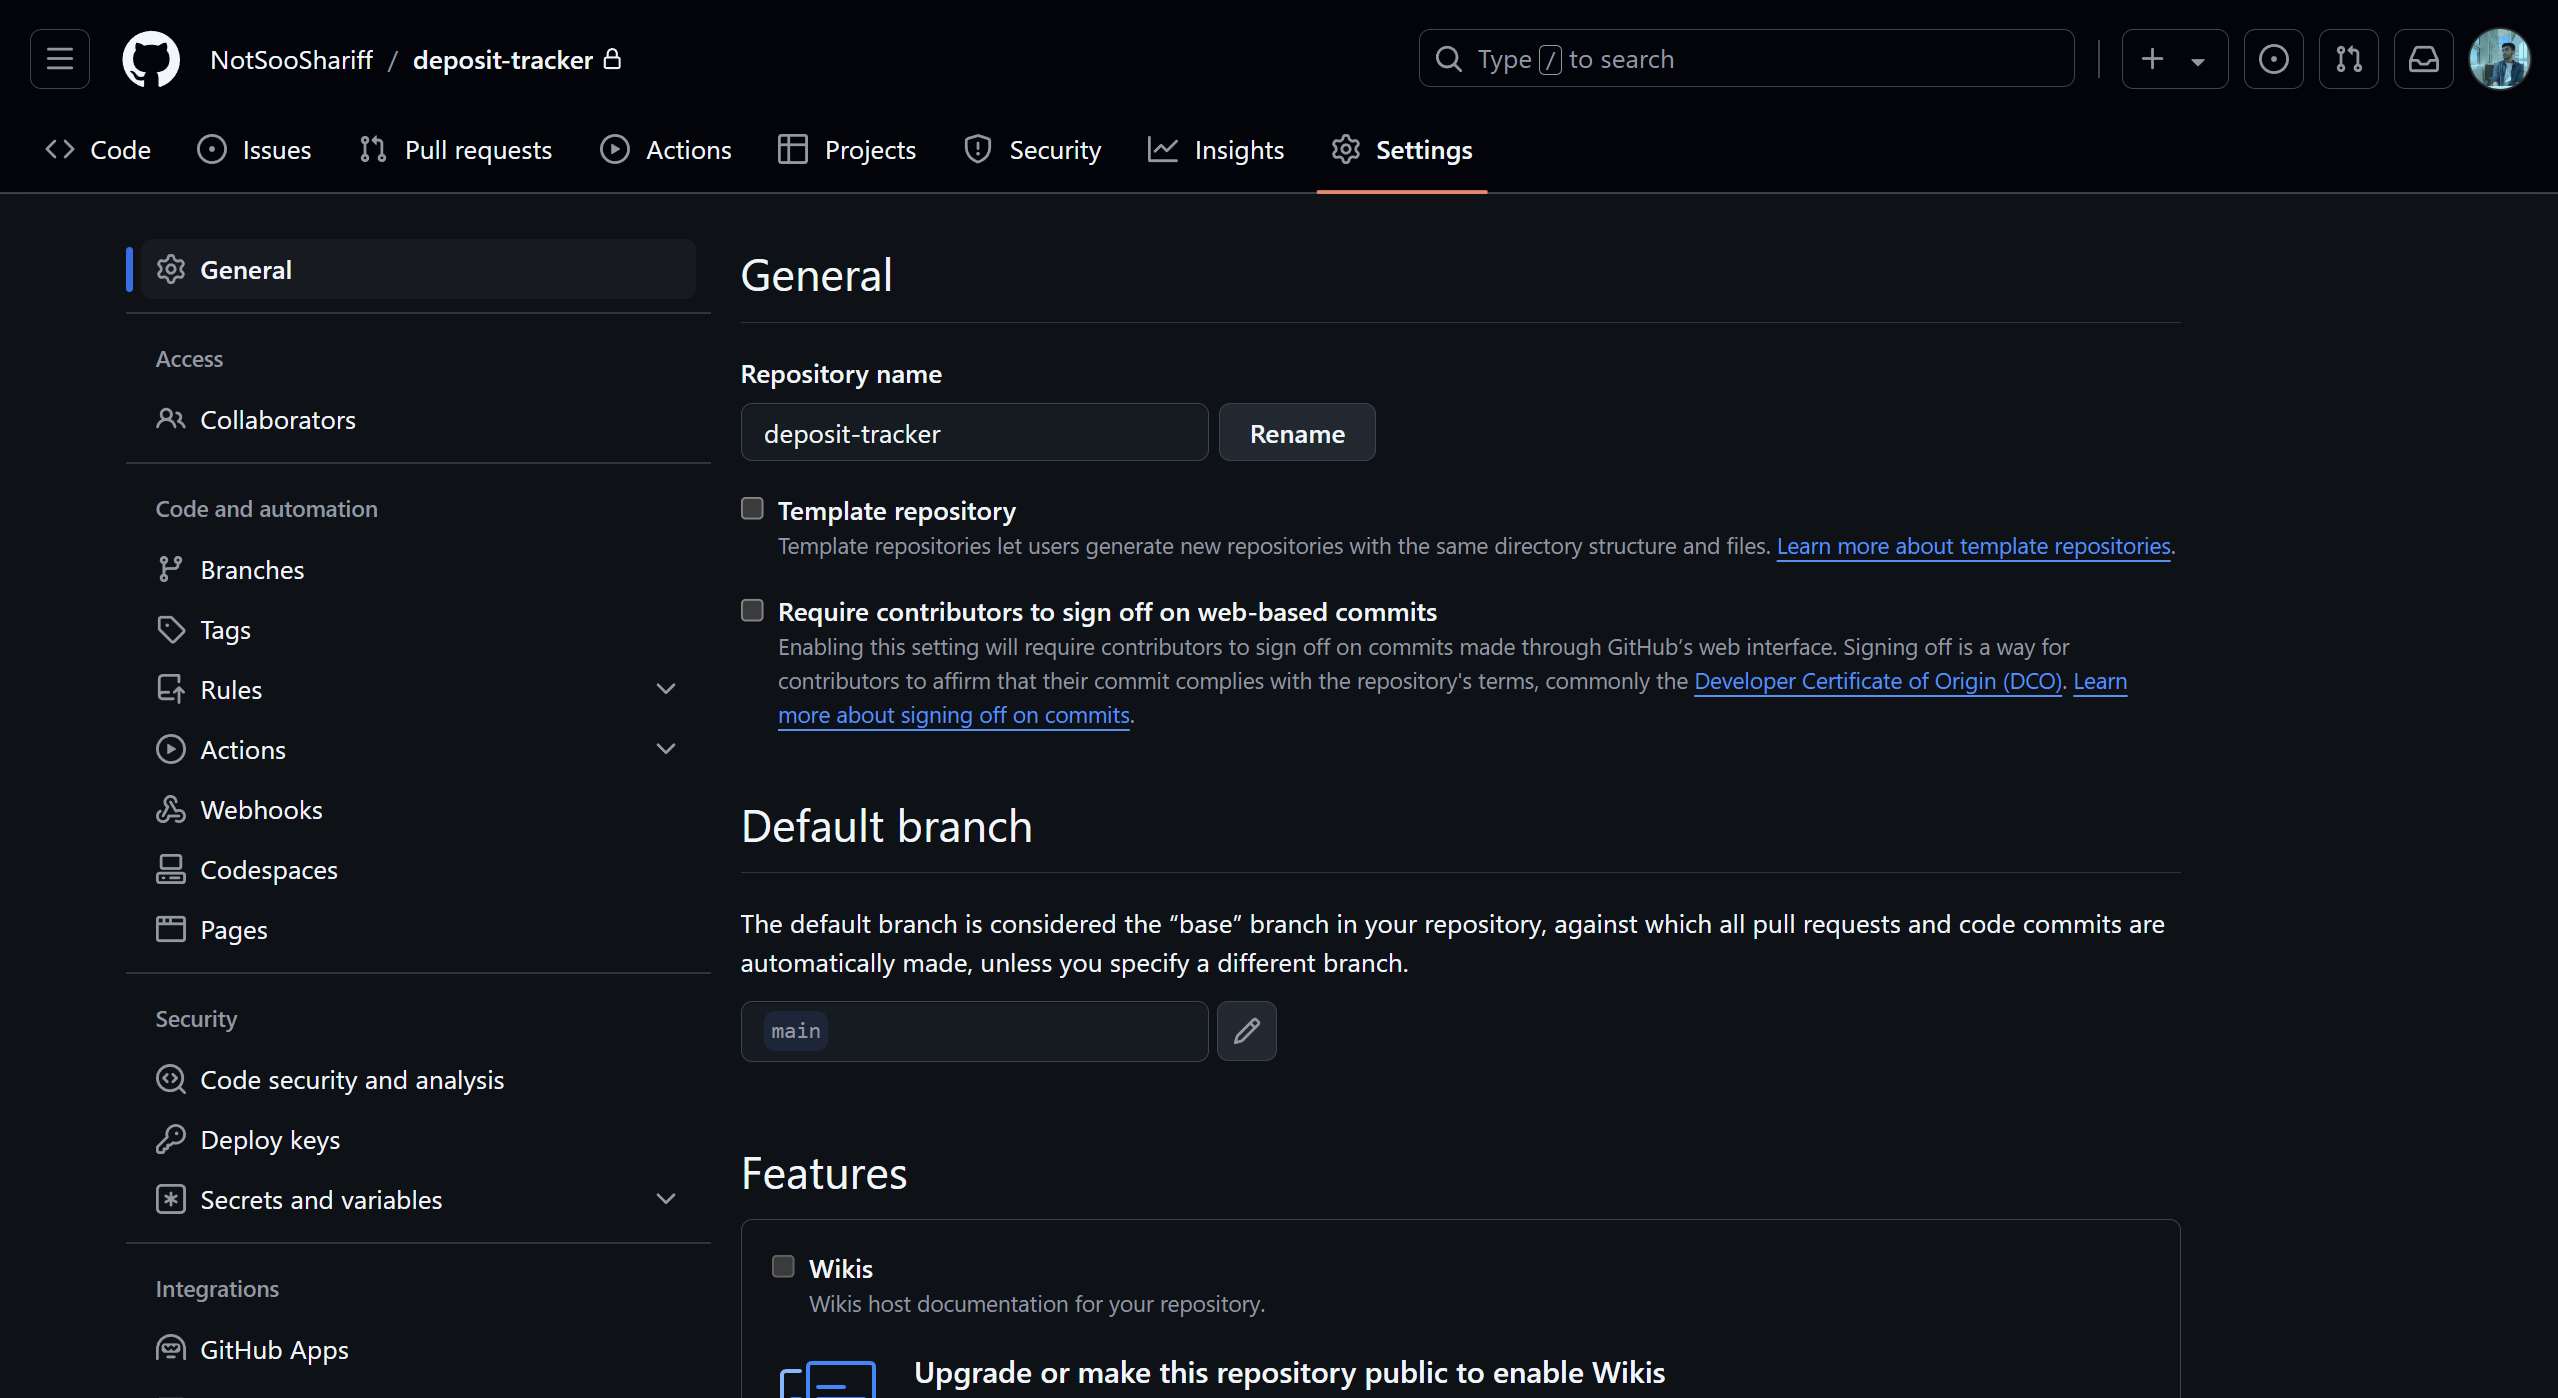 NotSooShariff / deposit-tracker
Type / to search
Code
Issues
Pull requests
Actions
Projects
Security
Insights
Settings
General
Access
Collaborators
Code and automation
Branches
Tags
Rules
Actions
Webhooks
Codespaces
Pages
Security
Code security and analysis
Deploy keys
Secrets and variables
Integrations
GitHub Apps
General
Repository name
deposit-tracker
Rename
Template repository
Template repositories let users generate new repositories with the same directory structure and files. Learn more about template repositories.
Require contributors to sign off on web-based commits
Enabling this setting will require contributors to sign off on commits made through GitHub’s web interface. Signing off is a way for
contributors to affirm that their commit complies with the repository's terms, commonly the Developer Certificate of Origin (DCO). Learn
more about signing off on commits.
Default branch
The default branch is considered the “base” branch in your repository, against which all pull requests and code commits are
automatically made, unless you specify a different branch.
main
Features
Wikis
Wikis host documentation for your repository.
Upgrade or make this repository public to enable Wikis